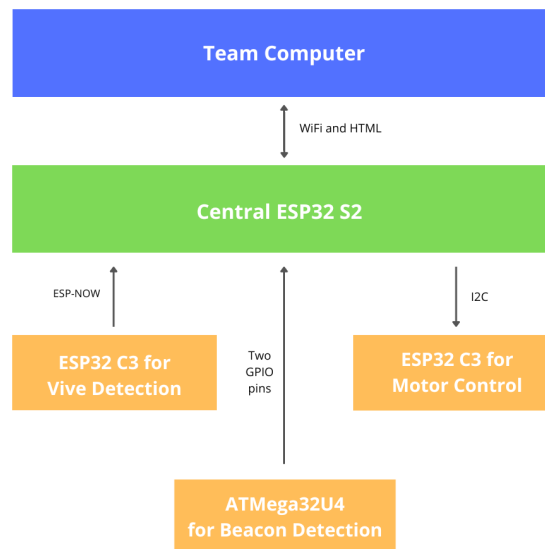 Team Computer
WiFi and HTML
Central ESP32 S2
ESP-NOW
I2C
Two
GPIO
pins
ESP32 C3 for
Vive Detection
ESP32 C3 for
Motor Control
ATMega32U4
for Beacon Detection